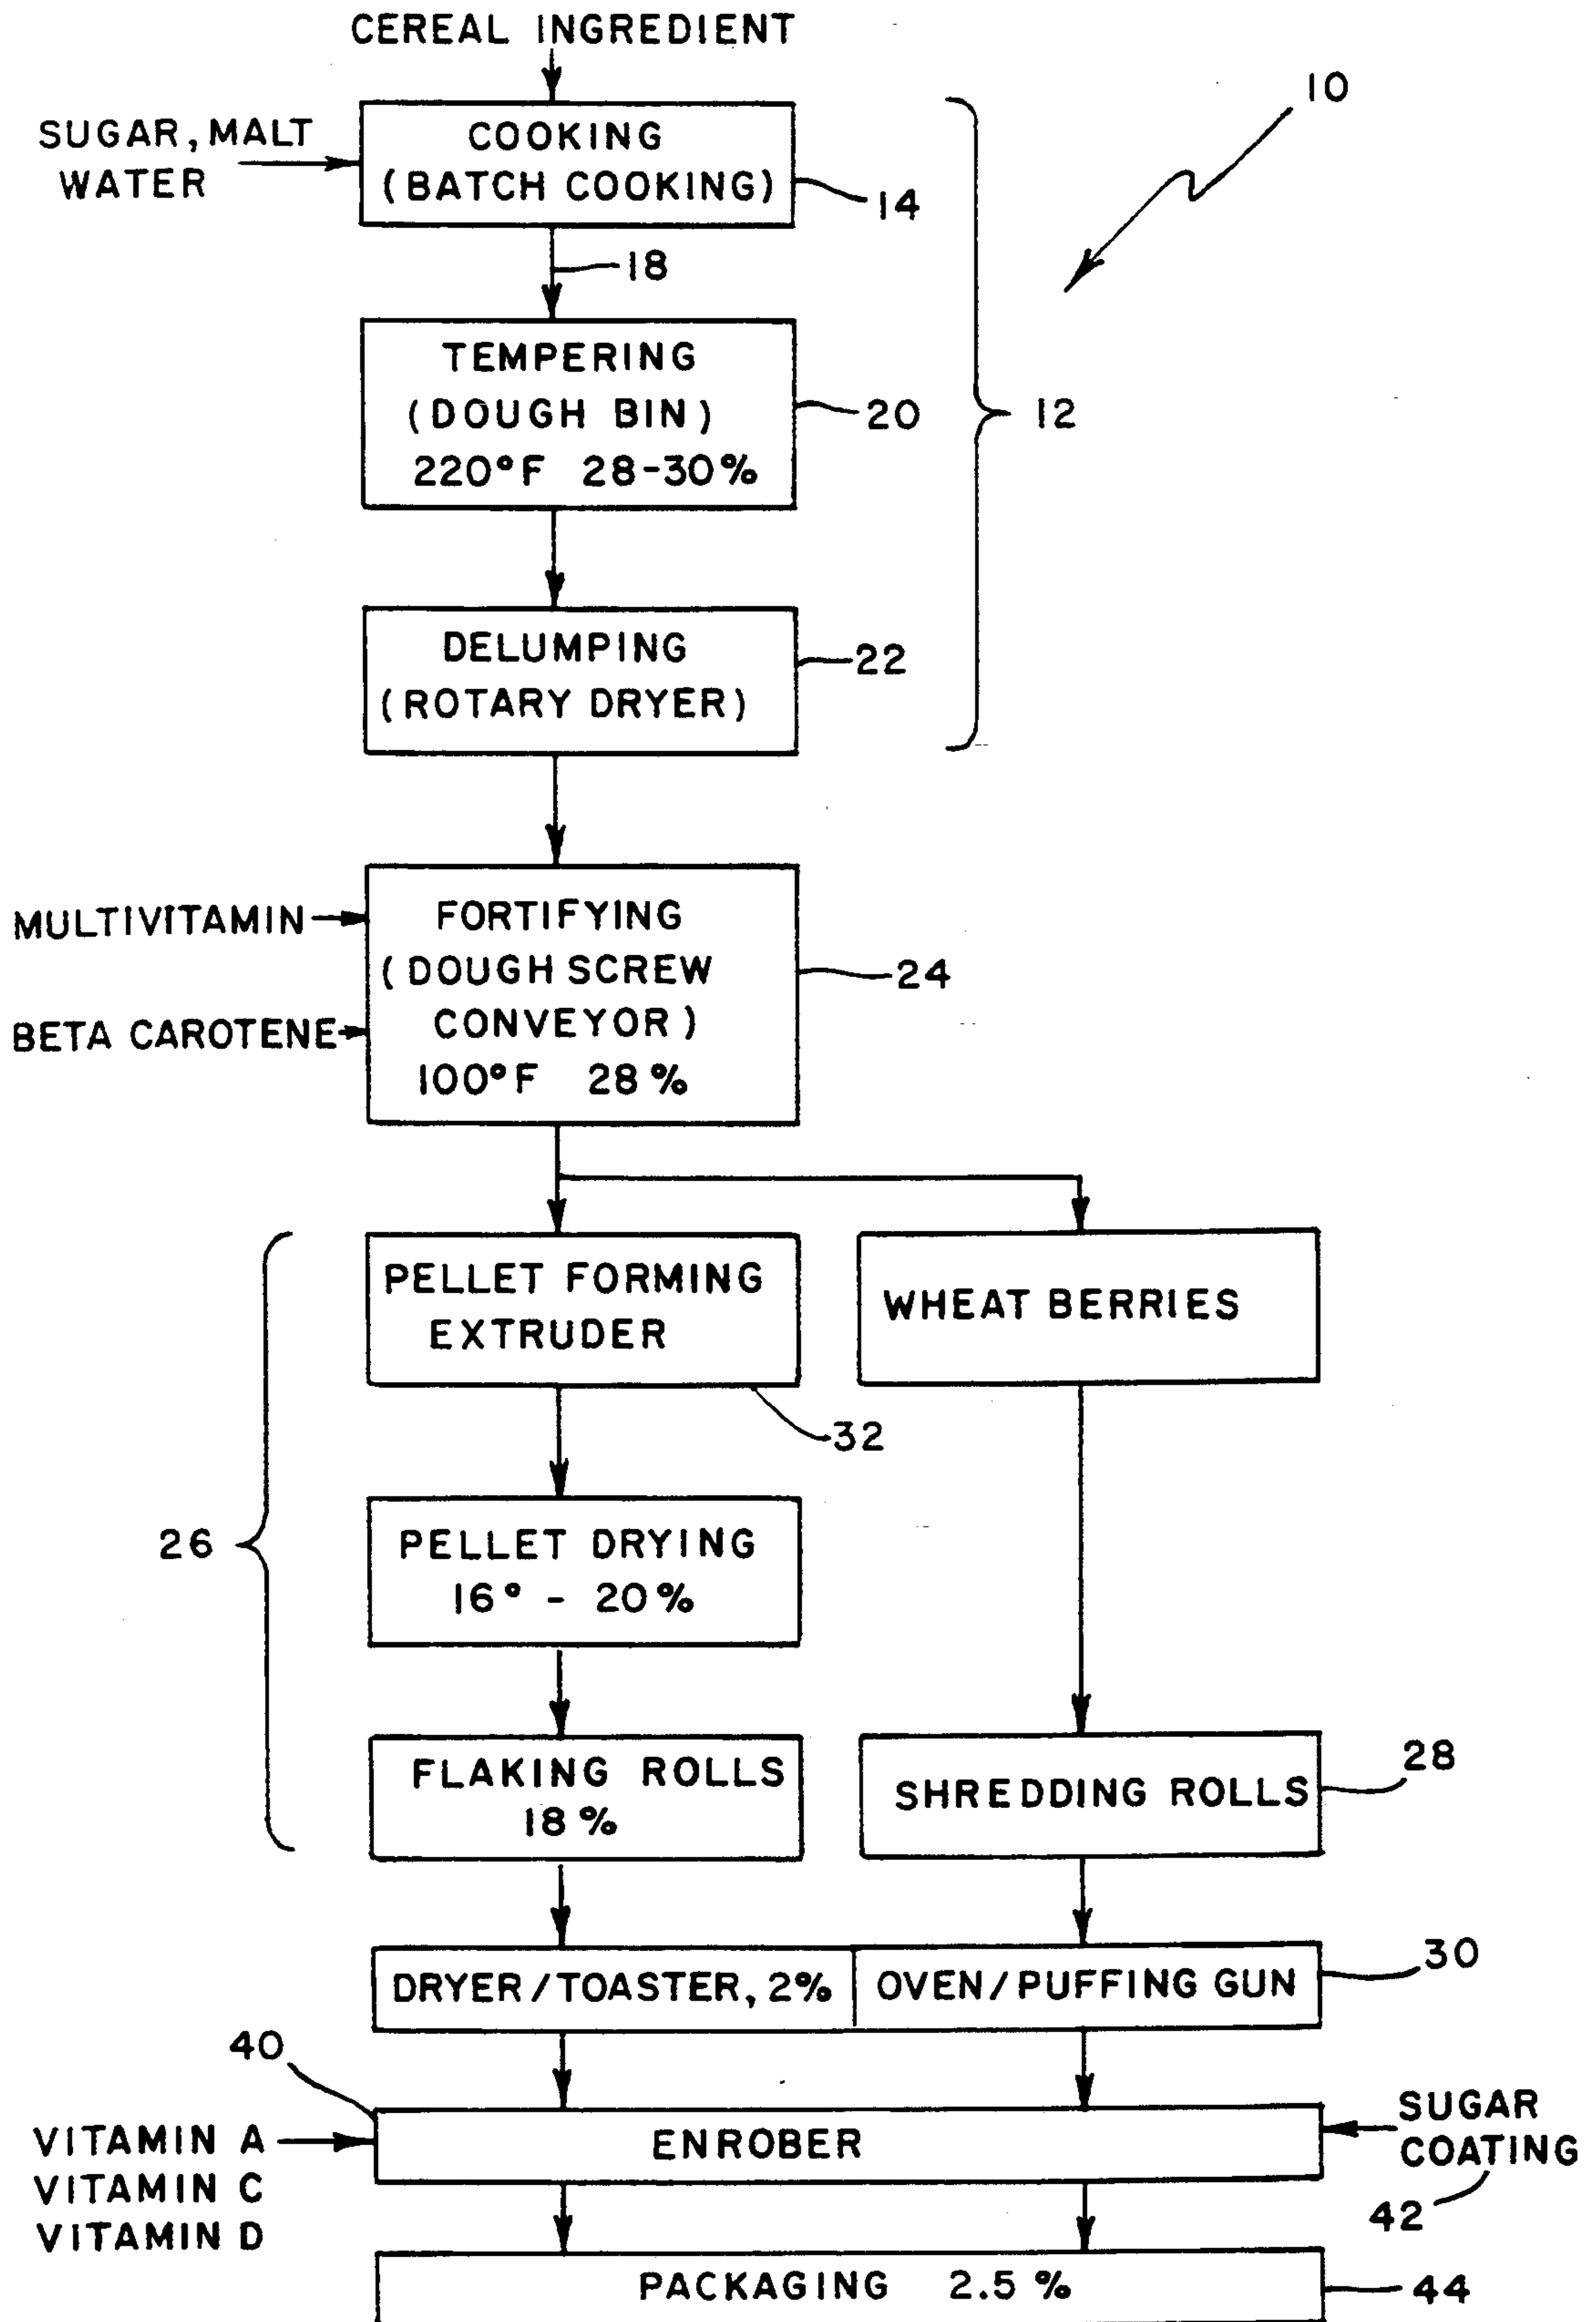 CEREAL INGREDIENT
10
SUGAR, MALT
WATER
COOKING
(BATCH COOKING)
14
18
TEMPERING
(DOUGH BIN)
220°F 28-30%
20
12
DELUMPING
(ROTARY DRYER)
22
MULTIVITAMIN
BETA CAROTENE
FORTIFYING
(DOUGH SCREW
CONVEYOR)
100°F 28%
24
PELLET FORMING
EXTRUDER
32
WHEAT BERRIES
26
PELLET DRYING
16° - 20%
FLAKING ROLLS
18%
SHREDDING ROLLS
28
DRYER/TOASTER, 2%
OVEN/PUFFING GUN
30
40
VITAMIN A
VITAMIN C
VITAMIN D
ENROBER
SUGAR
COATING
42
PACKAGING 2.5%
44